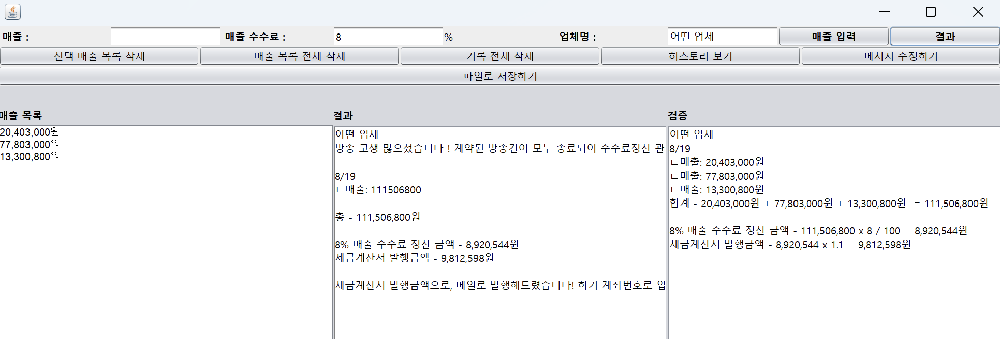 매출 : 매출 수수료 : 8 % 업체명 : 어떤 업체 매출 입력 결과
선택 매출 목록 삭제 매출 목록 전체 삭제 기록 전체 삭제 히스토리 보기 메시지 수정하기
파일로 저장하기
매출 목록
20,403,000원
77,803,000원
13,300,800원
결과
어떤 업체
방송 고생 많으셨습니다 ! 계약된 방송건이 모두 종료되어 수수료정산 관
8/19
ㄴ매출: 111506800
총 - 111,506,800원
8% 매출 수수료 정산 금액 - 8,920,544원
세금계산서 발행금액 - 9,812,598원
세금계산서 발행금액으로, 메일로 발행해드렸습니다! 하기 계좌번호로 입
검증
어떤 업체
8/19
ㄴ매출: 20,403,000원
ㄴ매출: 77,803,000원
ㄴ매출: 13,300,800원
합계 - 20,403,000원 + 77,803,000원 + 13,300,800원  = 111,506,800원
8% 매출 수수료 정산 금액 - 111,506,800 x 8 / 100 = 8,920,544원
세금계산서 발행금액 - 8,920,544 x 1.1 = 9,812,598원